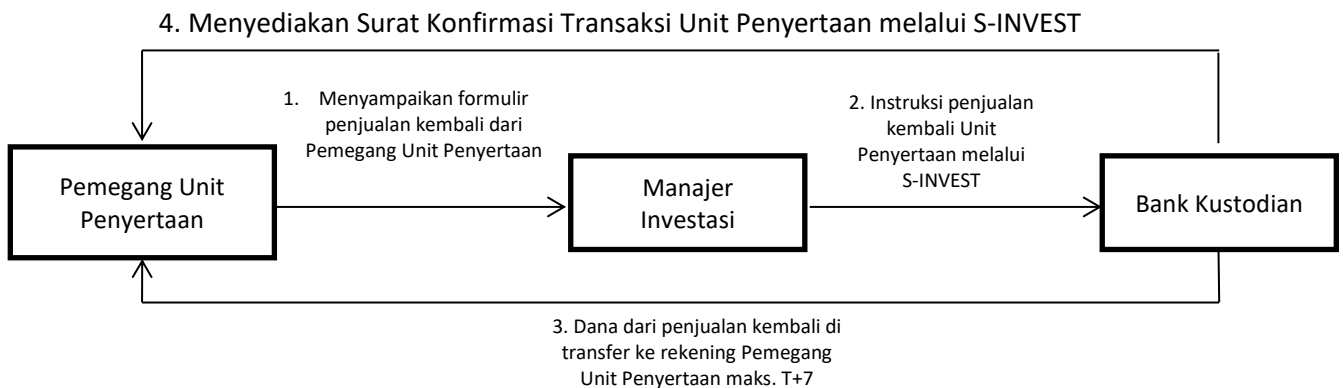 4. Menyediakan Surat Konfirmasi Transaksi Unit Penyertaan melalui S-INVEST
1. Menyampaikan formulir
penjualan kembali dari
Pemegang Unit Penyertaan
2. Instruksi penjualan
kembali Unit
Penyertaan melalui
S-INVEST
Pemegang Unit
Penyertaan
Manajer
Investasi
Bank Kustodian
3. Dana dari penjualan kembali di
transfer ke rekening Pemegang
Unit Penyertaan maks. T+7